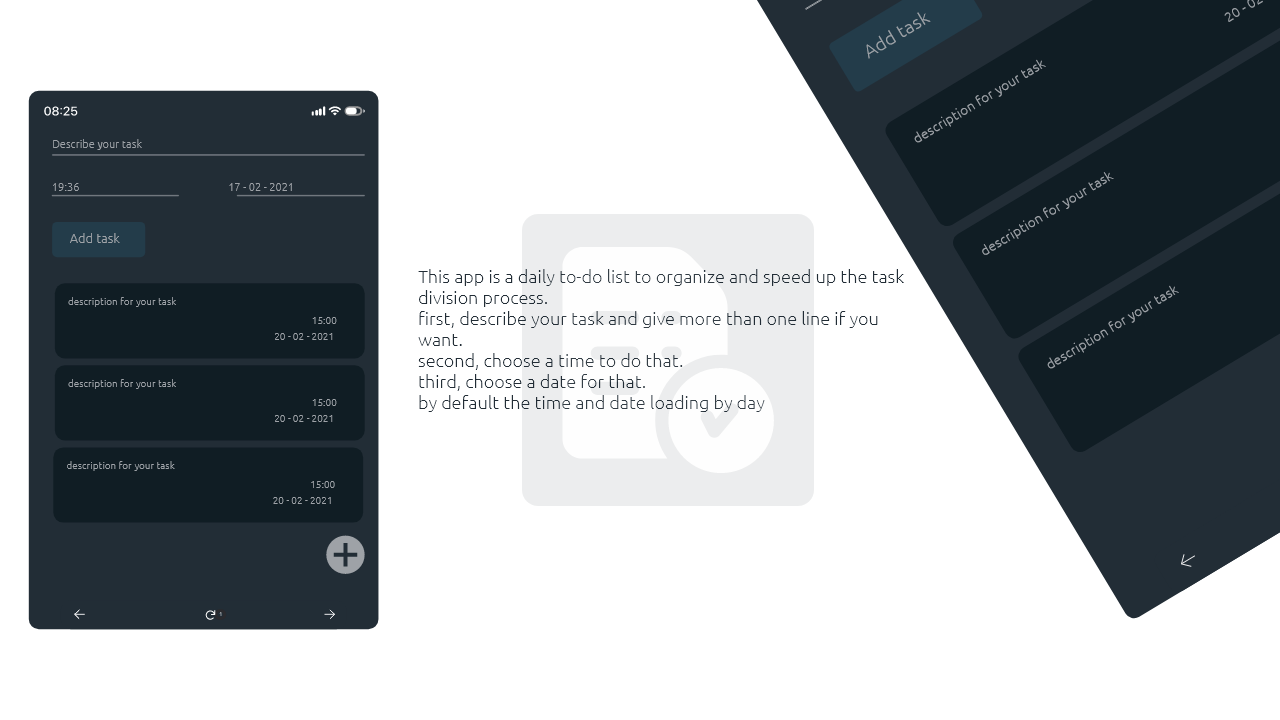 08:25
Describe your task
19:36
17 - 02 - 2021
Add task
description for your task
15:00
20 - 02 - 2021
description for your task
15:00
20 - 02 - 2021
description for your task
15:00
20 - 02 - 2021
This app is a daily to-do list to organize and speed up the task
division process.
first, describe your task and give more than one line if you
want.
second, choose a time to do that.
third, choose a date for that.
by default the time and date loading by day
Add task
20 - 02
description for your task
description for your task
description for your task